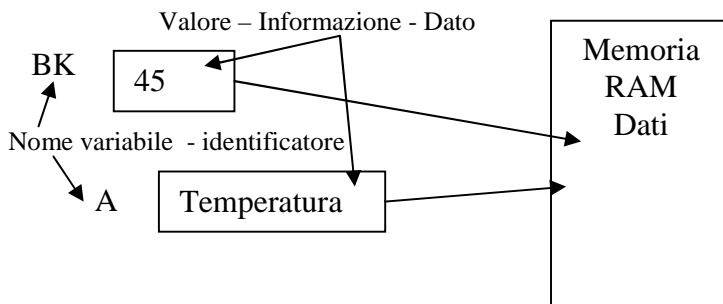 Valore – Informazione - Dato
BK
45
Memoria
RAM
Dati
Nome variabile - identificatore
A
Temperatura